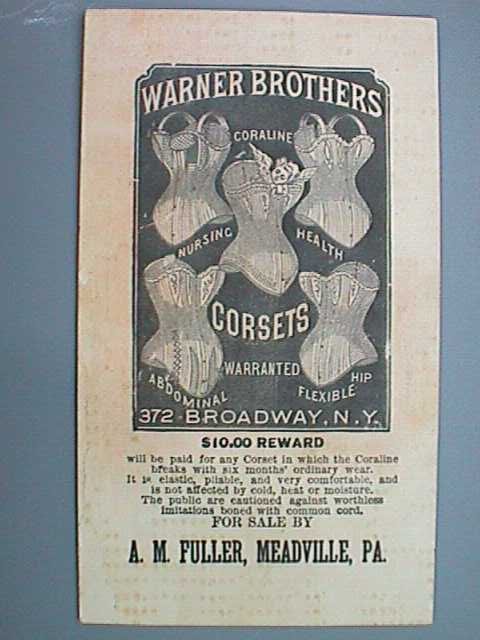 WARNER BROTHERS
CORALINE
NURSING
HEALTH
CORSETS
WARRANTED
ABDOMINAL
FLEXIBLE HIP
372 · BROADWAY, N.Y.
$10.00 REWARD
will be paid for any Corset in which the Coraline
breaks with six months' ordinary wear.
It is elastic, pliable, and very comfortable, and
is not affected by cold, heat or moisture.
The public are cautioned against worthless
imitations boned with common cord.
FOR SALE BY
A. M. FULLER, MEADVILLE, PA.